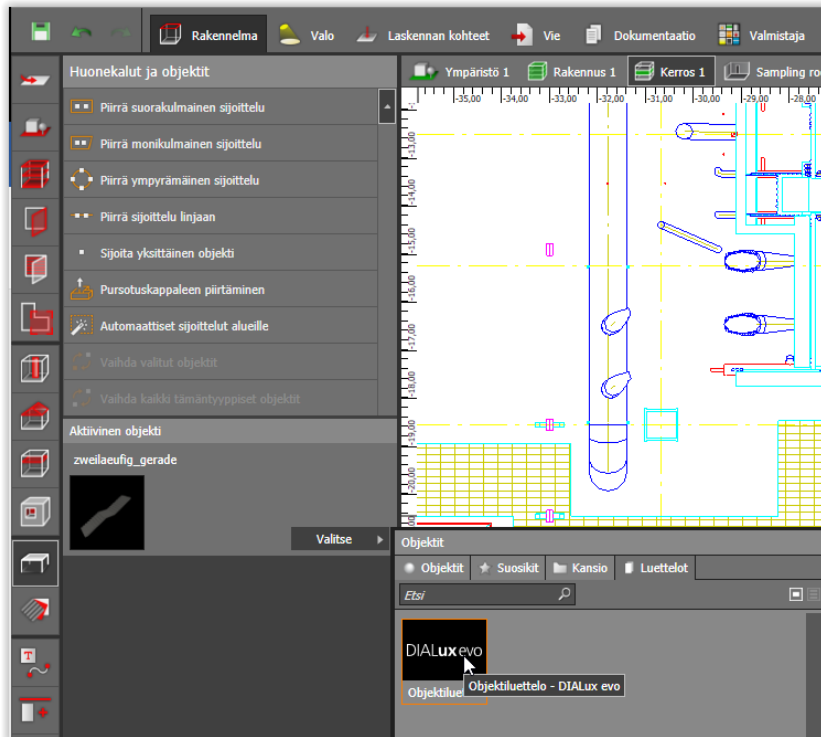 Rakennelma Valo Laskennan kohteet Vie Dokumentaatio Valmistaja
Huonekalut ja objektit
Ympäristö 1 Rakennus 1 Kerros 1 Sampling roo
Piirrä suorakulmainen sijoittelu
Piirrä monikulmainen sijoittelu
Piirrä ympyrämäinen sijoittelu
Piirrä sijoittelu linjaan
Sijoita yksittäinen objekti
Pursotuskappaleen piirtäminen
Automaattiset sijoittelut alueille
Vaihda valitut objektit
Vaihda kaikki tämäntyyppiset objektit
-35,00 -34,00 -33,00 -32,00 -31,00 -30,00 -29,00 -28,00
-13,00
-14,00
-15,00
-16,00
-17,00
-18,00
-19,00
-20,00
Aktiivinen objekti
zweilaeufig_gerade
Valitse
Objektit
Objektit Suosikit Kansio Luettelot
Etsi
DIALux evo
Objektiluet
Objektiluettelo - DIALux evo